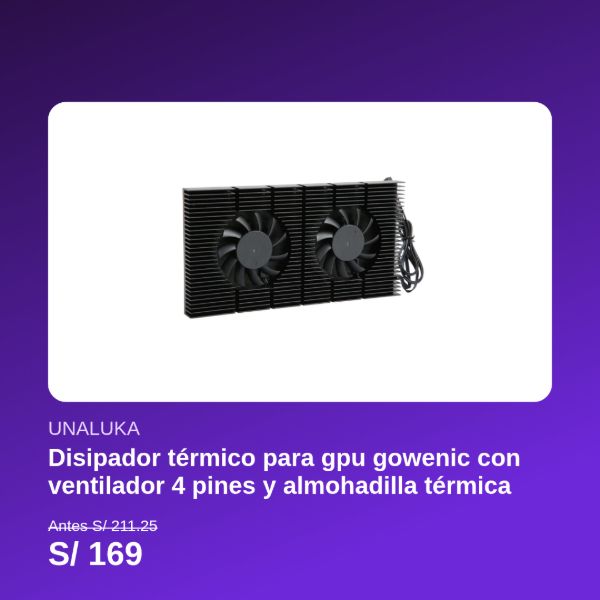 UNALUKA
Disipador térmico para gpu gowenic con
ventilador 4 pines y almohadilla térmica
Antes S/ 211.25
S/ 169